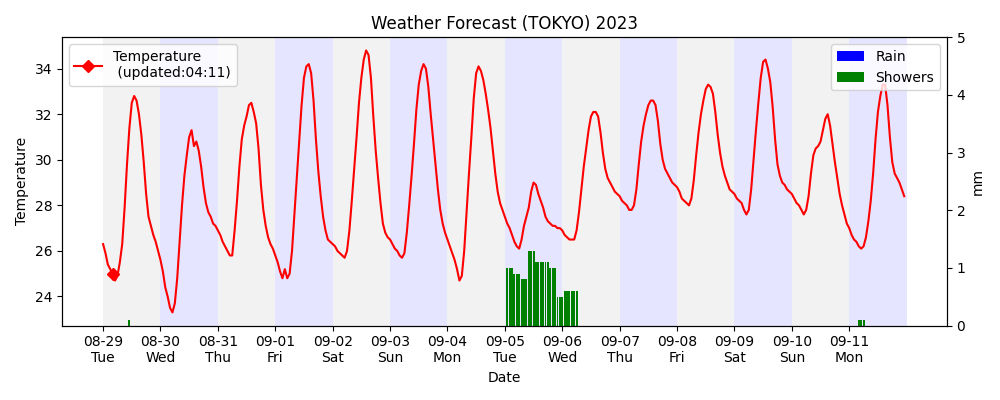 Weather Forecast (TOKYO) 2023
Temperature
(updated:04:11)
Rain
Showers
Temperature
34
32
30
28
26
24
5
4
3
2
1
0
mm
08-29 08-30 08-31 09-01 09-02 09-03 09-04 09-05 09-06 09-07 09-08 09-09 09-10 09-11
Tue Wed Thu Fri Sat Sun Mon Tue Wed Thu Fri Sat Sun Mon
Date